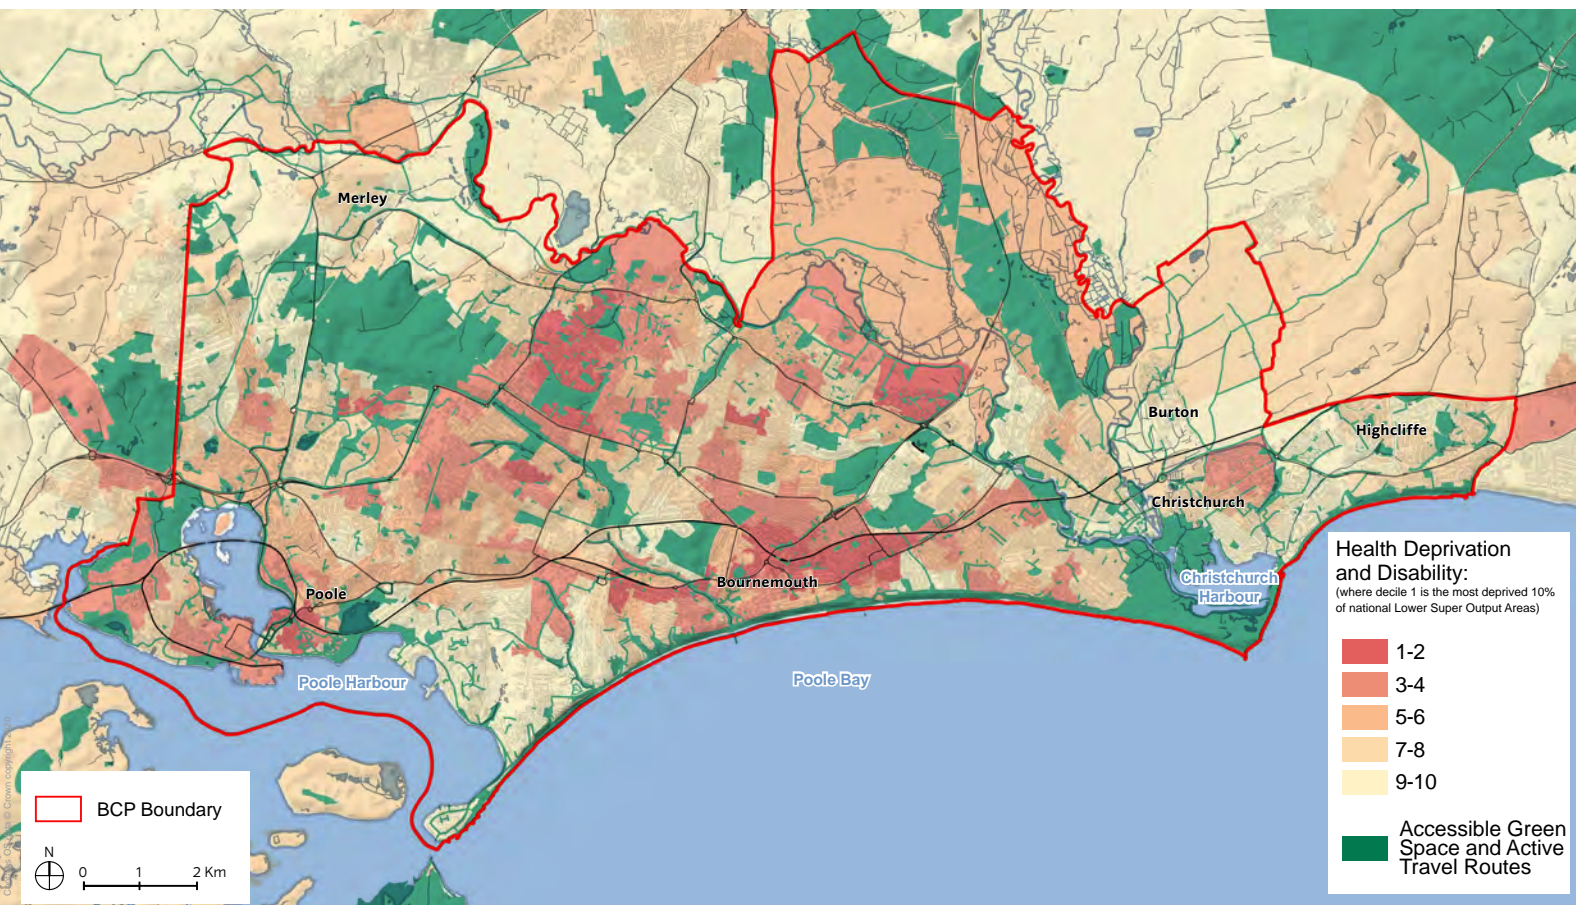 Merley
Burton
Highcliffe
Christchurch
Christchurch
Harbour
Bournemouth
Poole
Poole Harbour
Poole Bay
Health Deprivation
and Disability:
(where decile 1 is the most deprived 10%
of national Lower Super Output Areas)
1-2
3-4
5-6
7-8
9-10
Accessible Green
Space and Active
Travel Routes
BCP Boundary
N
0 1 2 Km